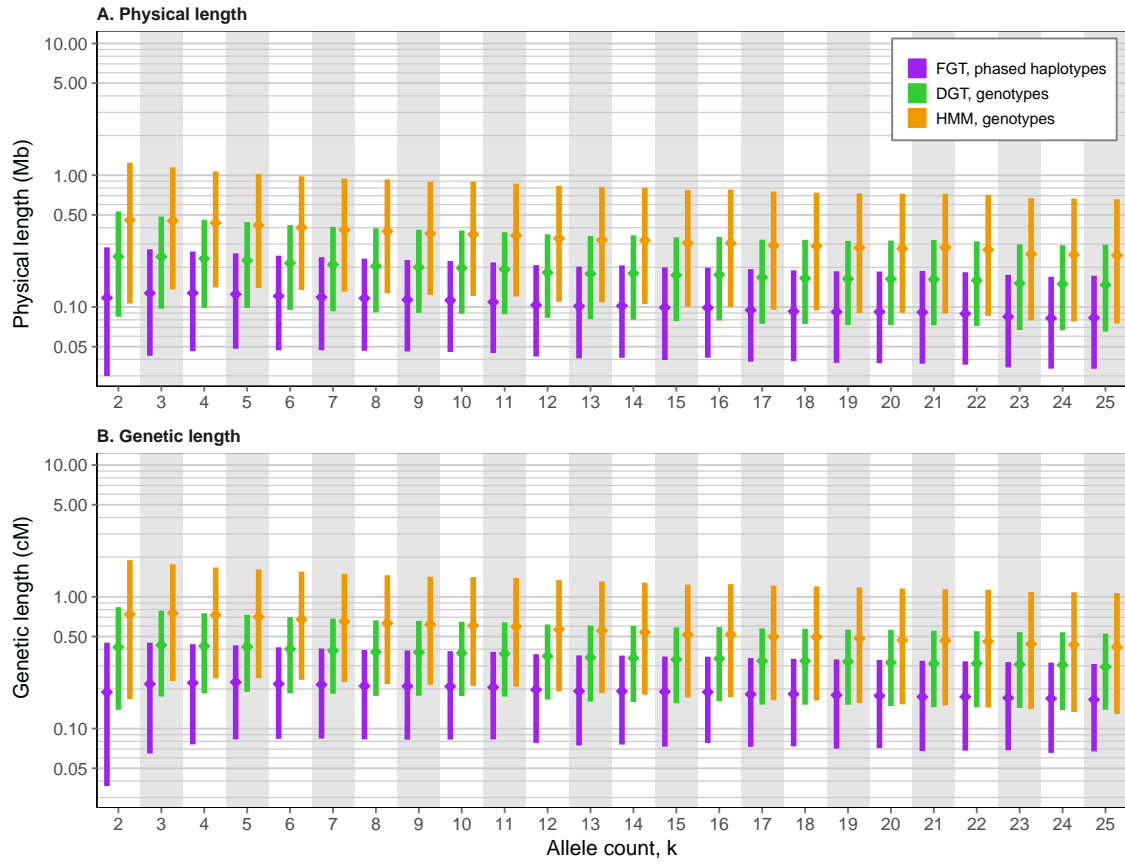 A. Physical length
10.00
5.00
1.00
0.50
0.10
0.05
Physical length (Mb)
FGT, phased haplotypes
DGT, genotypes
HMM, genotypes
2 3 4 5 6 7 8 9 10 11 12 13 14 15 16 17 18 19 20 21 22 23 24 25
B. Genetic length
10.00
5.00
1.00
0.50
0.10
0.05
Genetic length (cM)
2 3 4 5 6 7 8 9 10 11 12 13 14 15 16 17 18 19 20 21 22 23 24 25
Allele count, k